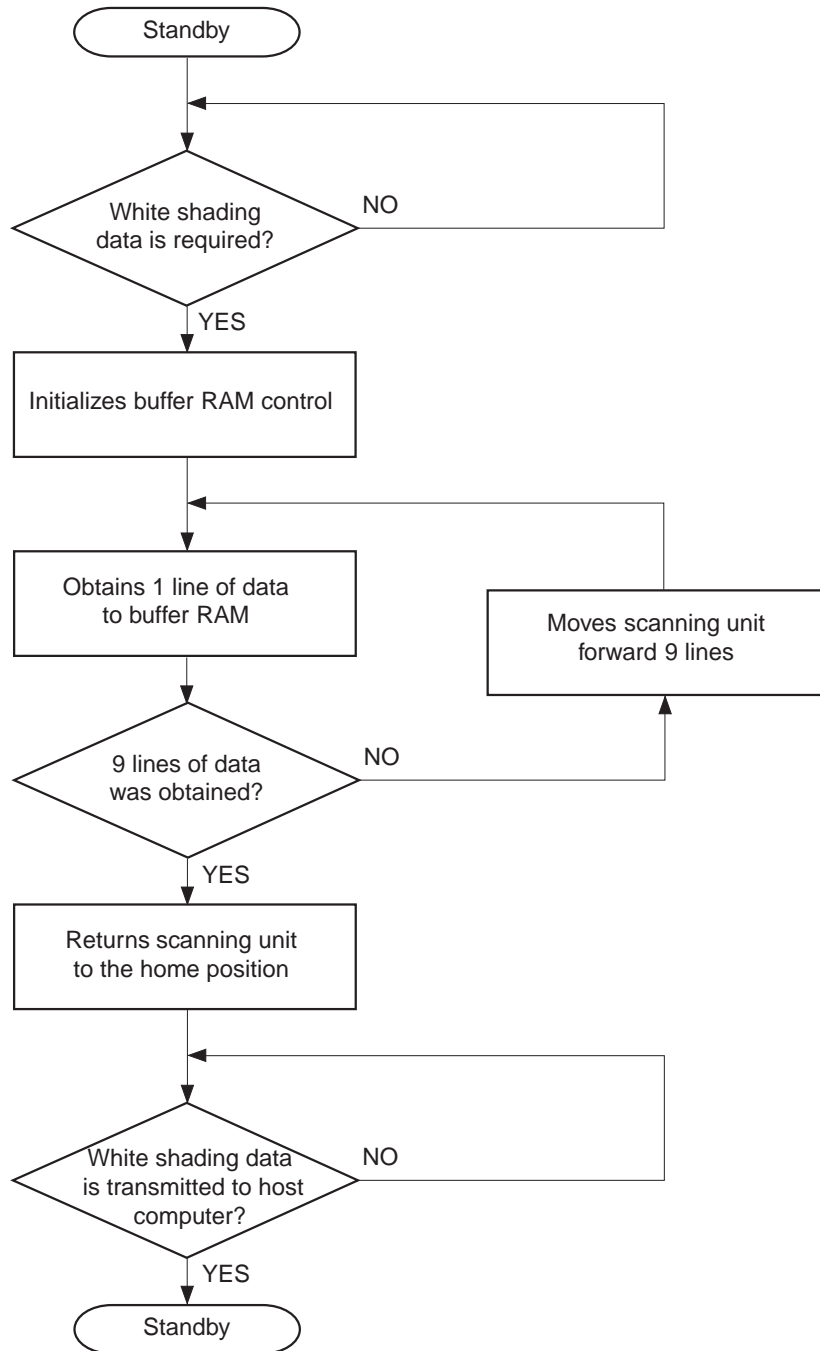 Standby
White shading
data is required?
NO
YES
Initializes buffer RAM control
Obtains 1 line of data
to buffer RAM
Moves scanning unit
forward 9 lines
9 lines of data
was obtained?
NO
YES
Returns scanning unit
to the home position
White shading data
is transmitted to host
computer?
NO
YES
Standby